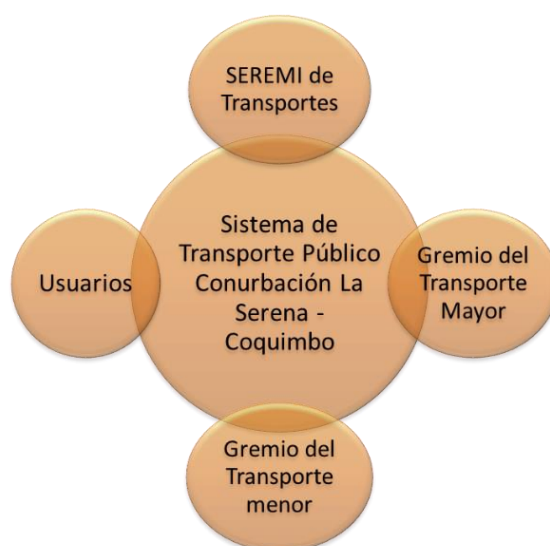 SEREMI de
Transportes
Sistema de
Transporte Público
Conurbación La
Serena -
Coquimbo
Usuarios
Gremio del
Transporte
Mayor
Gremio del
Transporte
menor